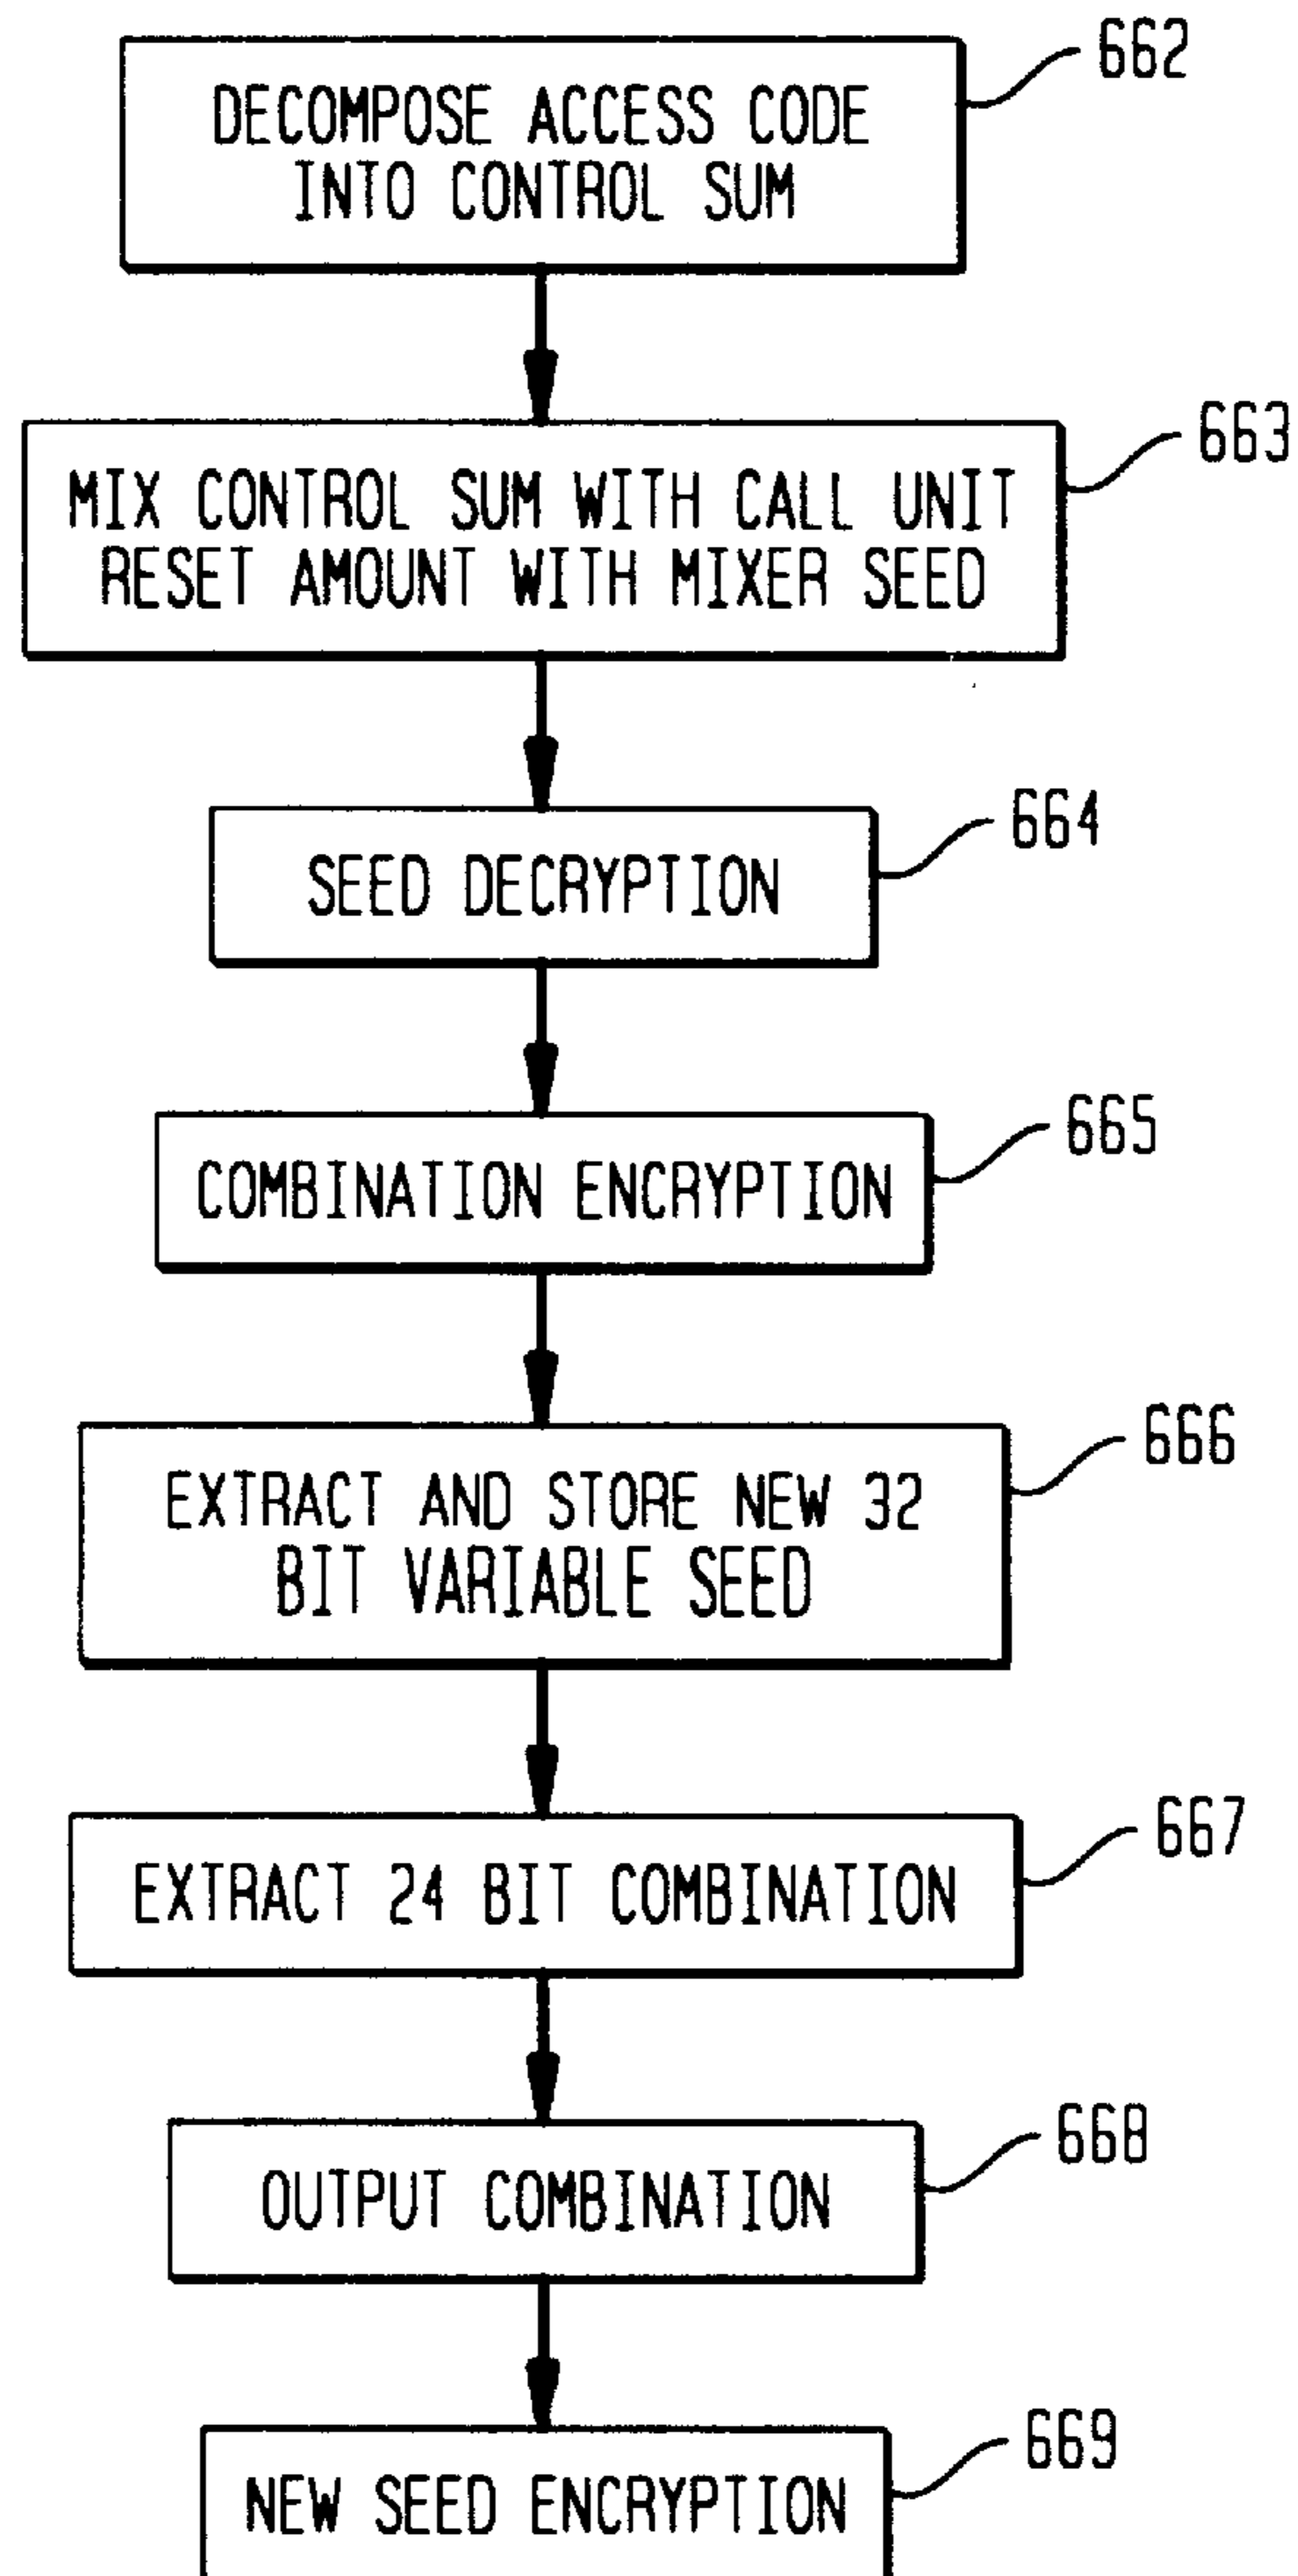 662
DECOMPOSE ACCESS CODE
INTO CONTROL SUM
663
MIX CONTROL SUM WITH CALL UNIT
RESET AMOUNT WITH MIXER SEED
664
SEED DECRYPTION
665
COMBINATION ENCRYPTION
666
EXTRACT AND STORE NEW 32
BIT VARIABLE SEED
667
EXTRACT 24 BIT COMBINATION
668
OUTPUT COMBINATION
669
NEW SEED ENCRYPTION